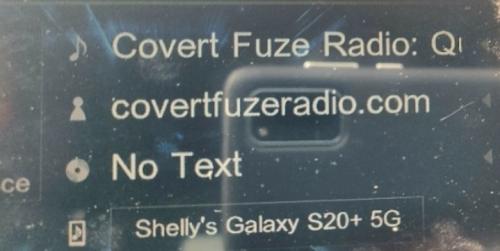 Covert Fuze Radio:
covertfuzeradio.com
No Text
ce
Shelly's Galaxy S20+ 5G